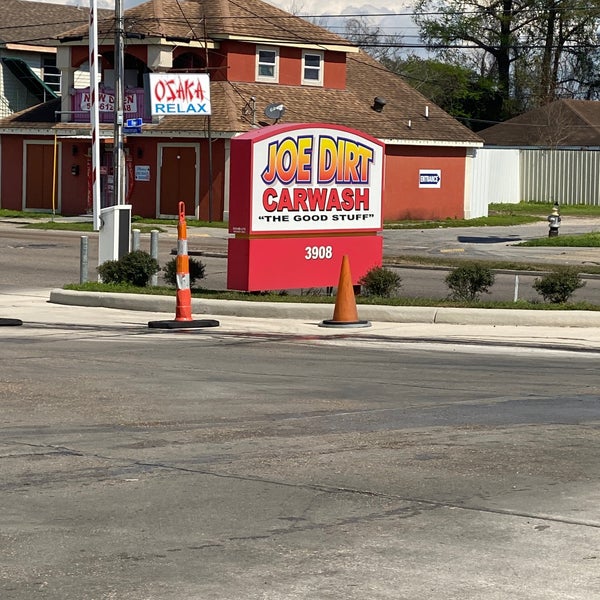 OSAKA
RELAX
JOE DIRT
CARWASH
"THE GOOD STUFF"
3908
ENTRANCE